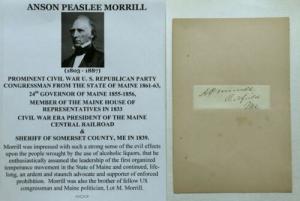 ANSON PEASLEE MORRILL
(1803 - 1887)
PROMINENT CIVIL WAR U. S. REPUBLICAN PARTY
CONGRESSMAN FROM THE STATE OF MAINE 1861-63,
24th GOVERNOR OF MAINE 1855-1856,
MEMBER OF THE MAINE HOUSE OF
REPRESENTATIVES IN 1833
CIVIL WAR ERA PRESIDENT OF THE MAINE
CENTRAL RAILROAD
&
SHERIFF OF SOMERSET COUNTY, ME IN 1839.
Morrill was impressed with such a strong sense of the evil effects
upon the people wrought by the use of alcoholic liquors, that he
enthusiastically assumed the leadership of the first organized
temperance movement in the State of Maine and continued, life-
long, an ardent and staunch advocate and supporter of enforced
prohibition. Morrill was also the brother of fellow US
congressman and Maine politician, Lot M. Morrill.
Morrill
Me